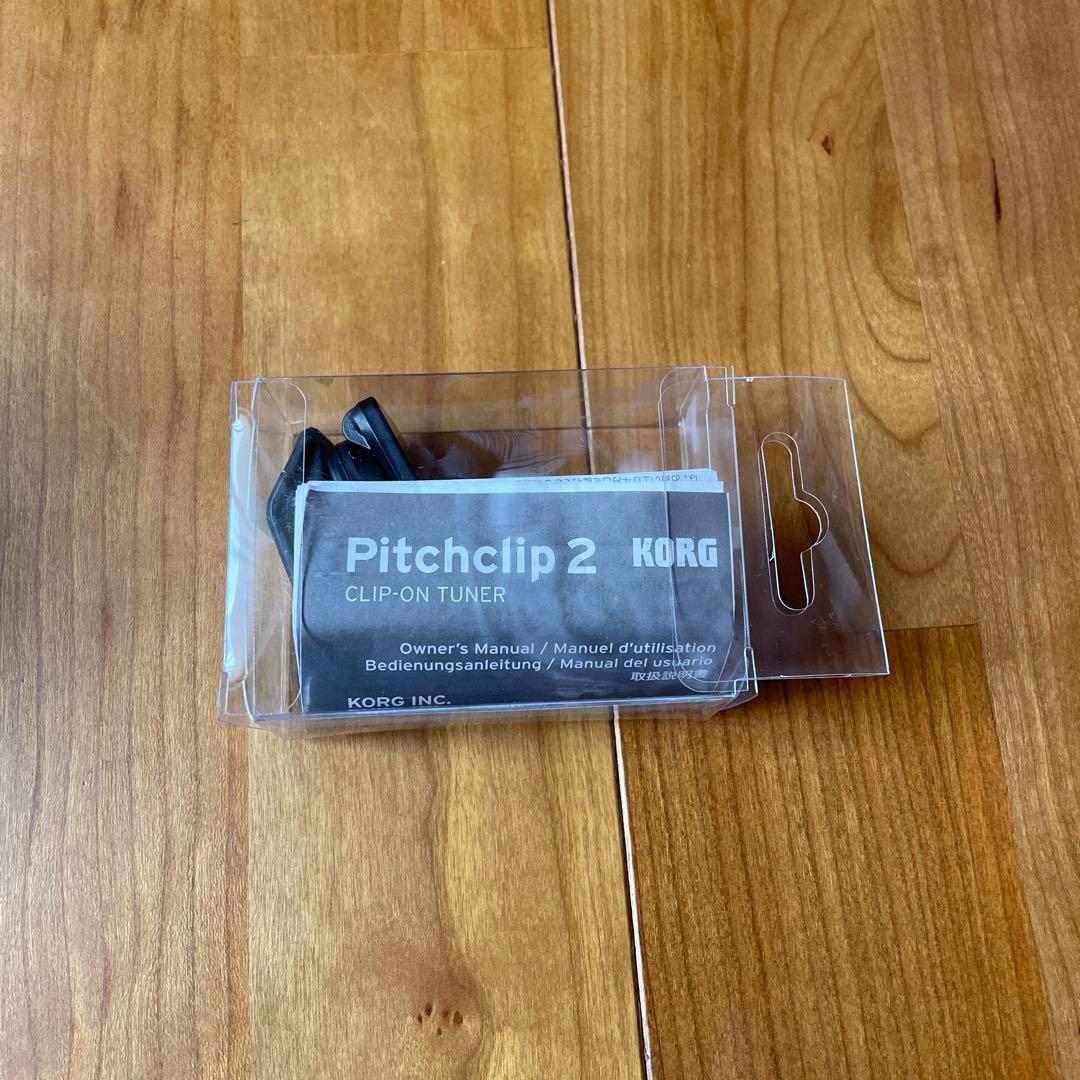 Pitchclip 2 KORG
CLIP-ON TUNER
Owner's Manual / Manuel d'utilisation
Bedienungsanleitung / Manual del usuario
取扱説明書
KORG INC.